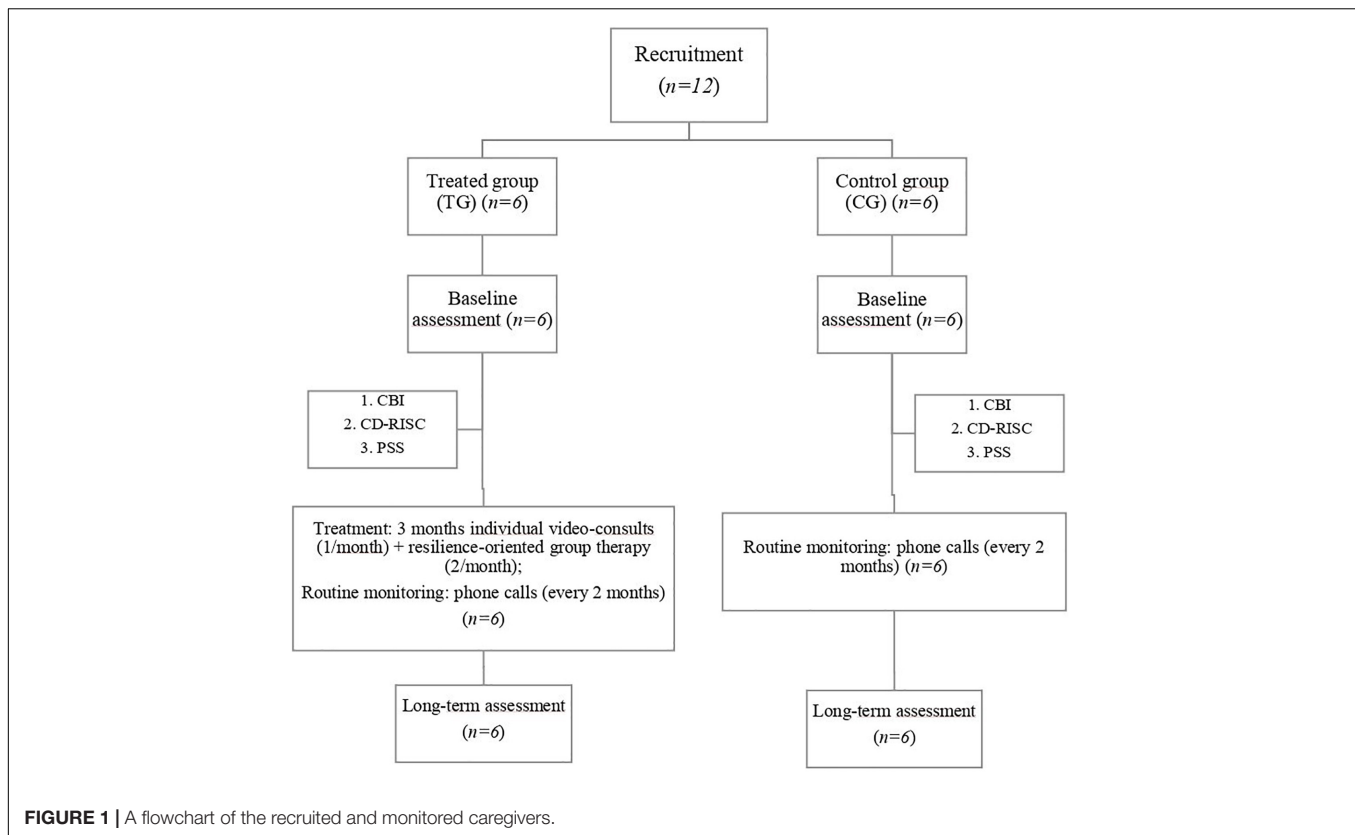 Recruitment
(n=12)
Treated group
(TG) (n=6)
Control group
(CG) (n=6)
Baseline
assessment (n=6)
Baseline
assessment (n=6)
1. CBI
2. CD-RISC
3. PSS
1. CBI
2. CD-RISC
3. PSS
Treatment: 3 months individual video-consults
(1/month) + resilience-oriented group therapy
(2/month);
Routine monitoring: phone calls (every 2 months)
(n=6)
Routine monitoring: phone calls (every 2
months) (n=6)
Long-term assessment
(n=6)
Long-term assessment
(n=6)
FIGURE 1 | A flowchart of the recruited and monitored caregivers.